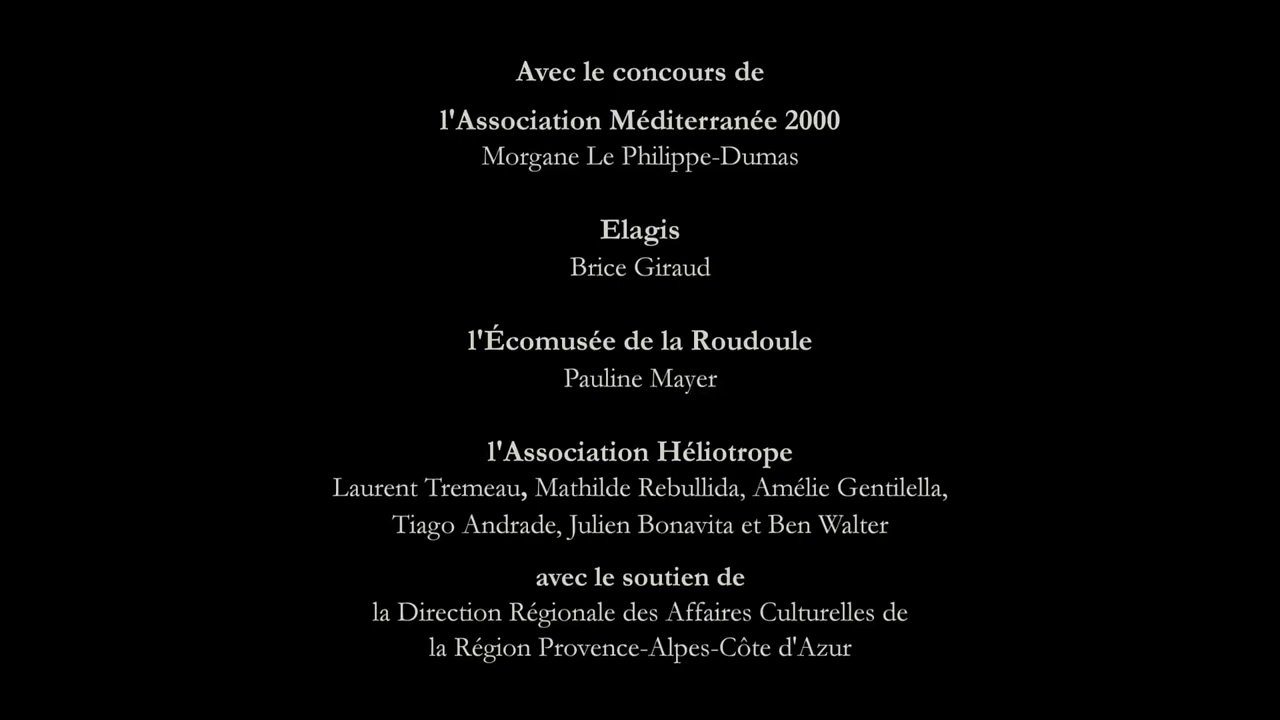 Avec le concours de
l'Association Méditerranée 2000
Morgane Le Philippe-Dumas
Elagis
Brice Giraud
l'Écomusée de la Roudoule
Pauline Mayer
l'Association Héliotrope
Laurent Tremeau, Mathilde Rebullida, Amélie Gentilella,
Tiago Andrade, Julien Bonavita et Ben Walter
avec le soutien de
la Direction Régionale des Affaires Culturelles de
la Région Provence-Alpes-Côte d'Azur